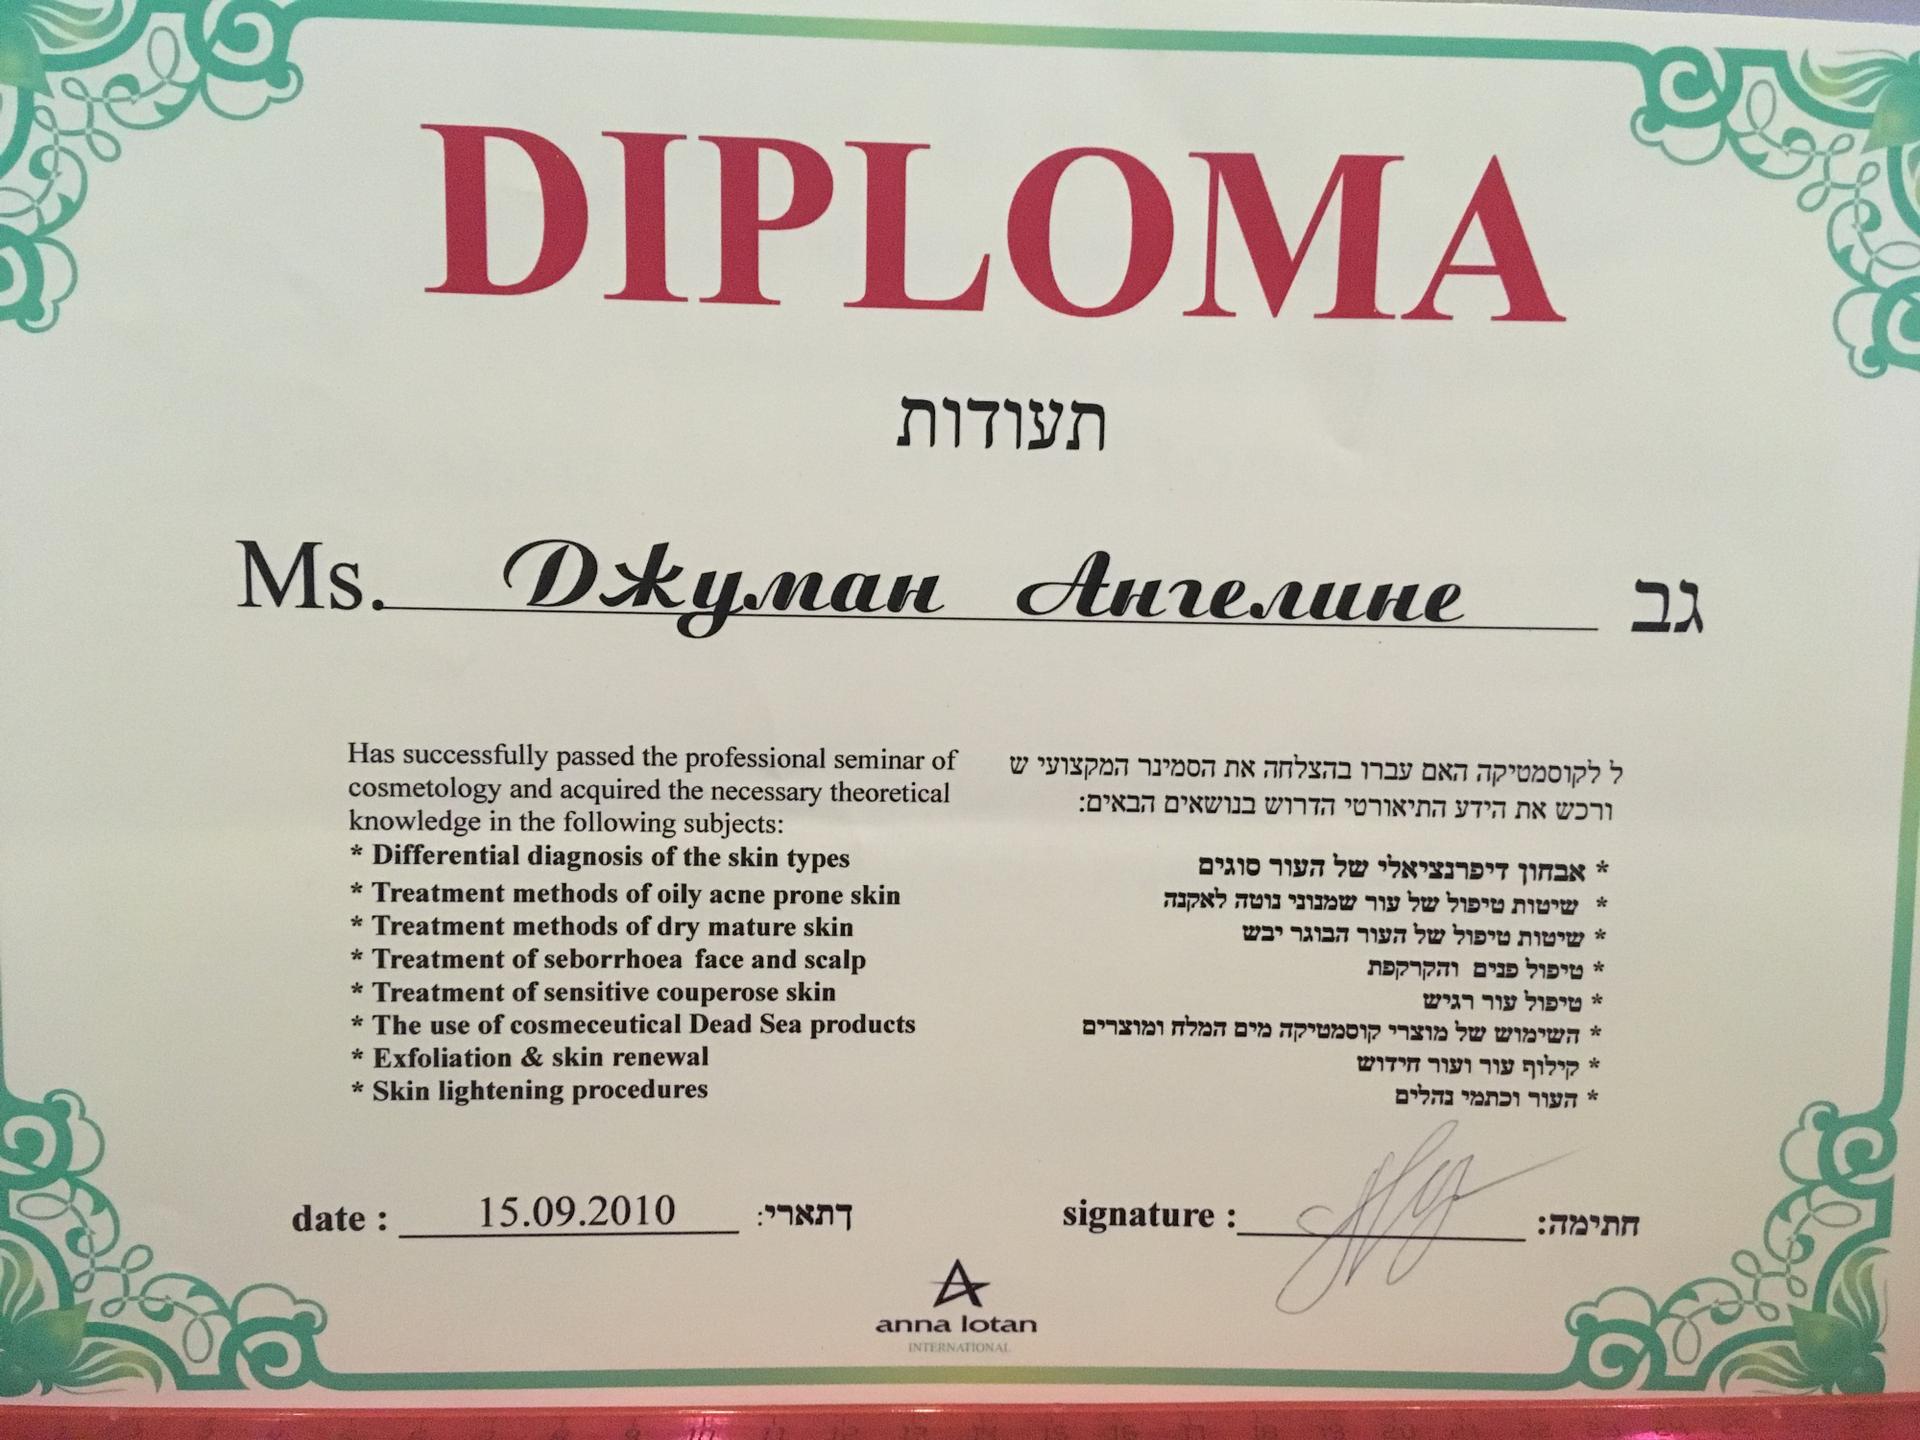 DIPLOMA
תעודות
Ms. Джуман Ангелине גב
Has successfully passed the professional seminar of
cosmetology and acquired the necessary theoretical
knowledge in the following subjects:
* Differential diagnosis of the skin types
* Treatment methods of oily acne prone skin
* Treatment methods of dry mature skin
* Treatment of seborrhoea face and scalp
* Treatment of sensitive couperose skin
* The use of cosmeceutical Dead Sea products
* Exfoliation & skin renewal
* Skin lightening procedures
ל לקוסמטיקה האם עברו בהצלחה את הסמינר המקצועי ש
ורכש את הידע התיאורטי הדרוש בנושאים הבאים:
* אבחון דיפרנציאלי של העור סוגים
* שיטות טיפול של עור שמנוני נוטה לאקנה
* שיטות טיפול של העור הבוגר יבש
* טיפול פנים והקרקפת
* טיפול עור רגיש
* השימוש של מוצרי קוסמטיקה מים המלח ומוצרים
* קילוף עור ועור חידוש
* העור וכתמי נהלים
date : 15.09.2010 דתארי:
signature : חתימה:
anna lotan
INTERNATIONAL